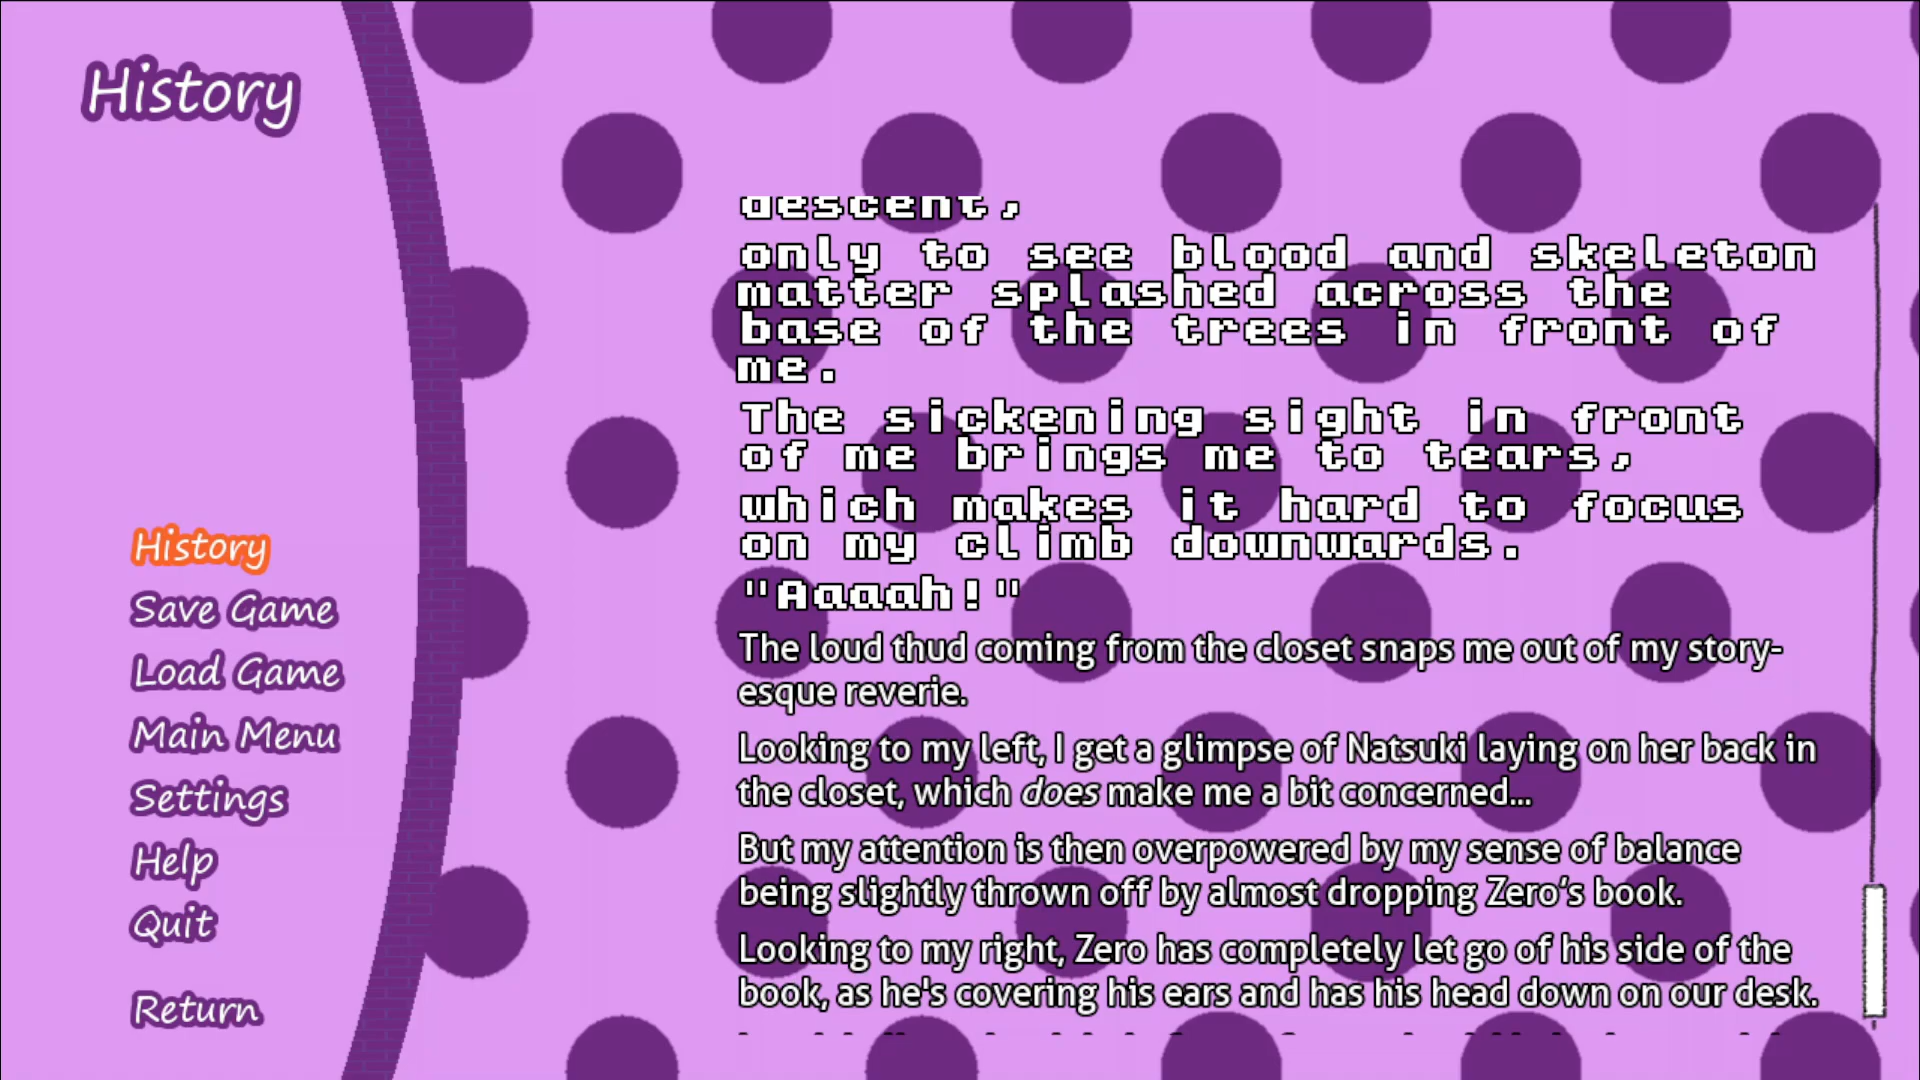 History
descent,
only to see blood and skeleton
matter splashed across the
base of the trees in front of
me.
The sickening sight in front
of me brings me to tears,
which makes it hard to focus
on my climb downwards.
"Aaaah!"
The loud thud coming from the closet snaps me out of my story-
esque reverie.
Looking to my left, I get a glimpse of Natsuki laying on her back in
the closet, which does make me a bit concerned...
But my attention is then overpowered by my sense of balance
being slightly thrown off by almost dropping Zero's book.
Looking to my right, Zero has completely let go of his side of the
book, as he's covering his ears and has his head down on our desk.
History
Save Game
Load Game
Main Menu
Settings
Help
Quit
Return